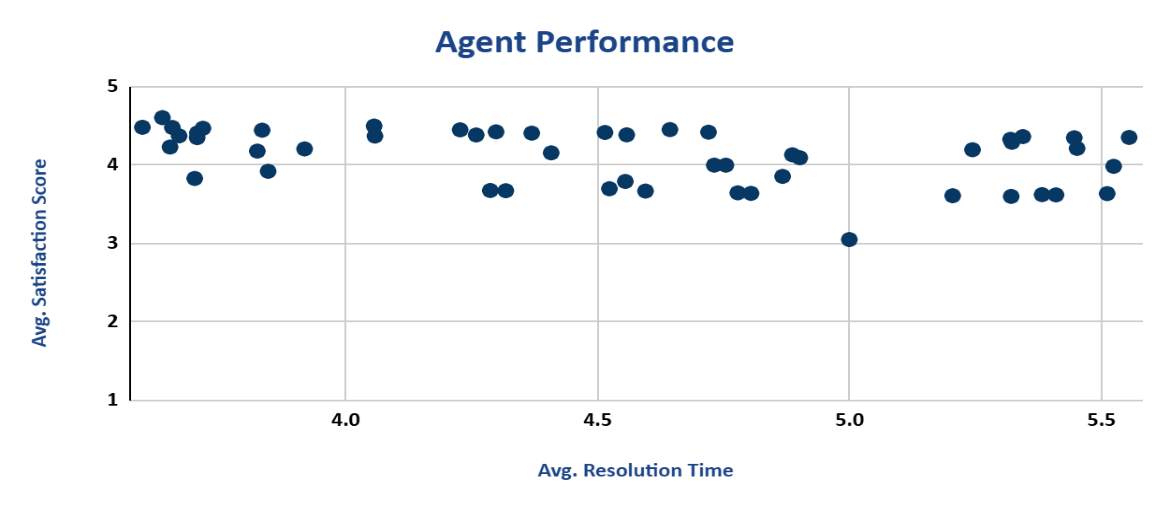 Agent Performance
5
4
3
2
1
Avg. Satisfaction Score
4.0 4.5 5.0 5.5
Avg. Resolution Time